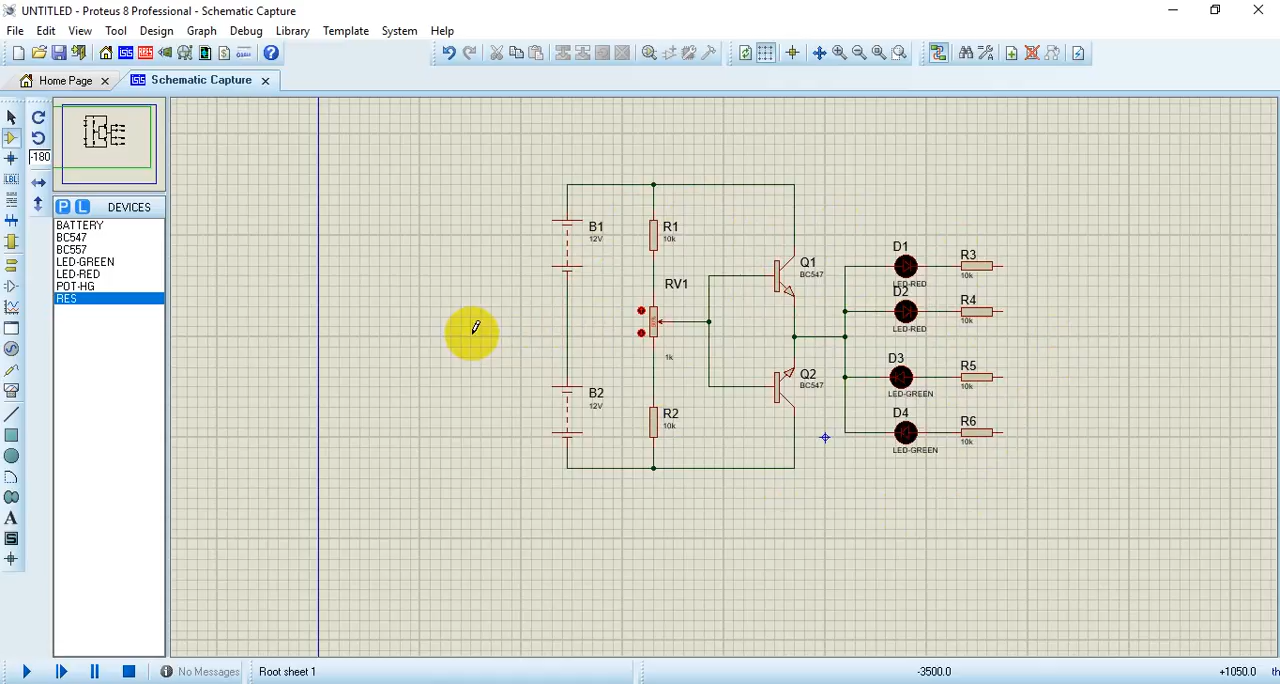 UNTITLED - Proteus 8 Professional - Schematic Capture
File Edit View Tool Design Graph Debug Library Template System Help
Home Page Schematic Capture
LBL
-180
P L DEVICES
BATTERY
BC547
BC557
LED-GREEN
LED-RED
POT-HG
RES
A
S
B1
12V
R1
10k
RV1
1k
B2
12V
R2
10k
Q1
BC547
Q2
BC547
D1
LED-RED
R3
10k
D2
LED-RED
R4
10k
D3
LED-GREEN
R5
10k
D4
LED-GREEN
R6
10k
No Messages Root sheet 1 -3500.0 +1050.0 th